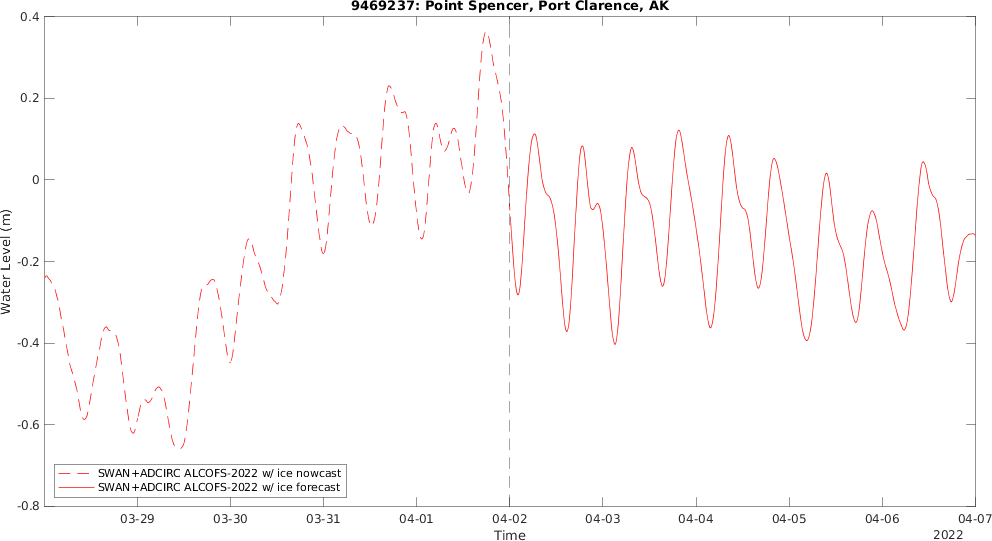 9469237: Point Spencer, Port Clarence, AK
0.4
0.2
0
-0.2
-0.4
-0.6
-0.8
Water Level (m)
SWAN+ADCIRC ALCOFS-2022 w/ ice nowcast
SWAN+ADCIRC ALCOFS-2022 w/ ice forecast
03-29 03-30 03-31 04-01 04-02 04-03 04-04 04-05 04-06 04-07
Time
2022